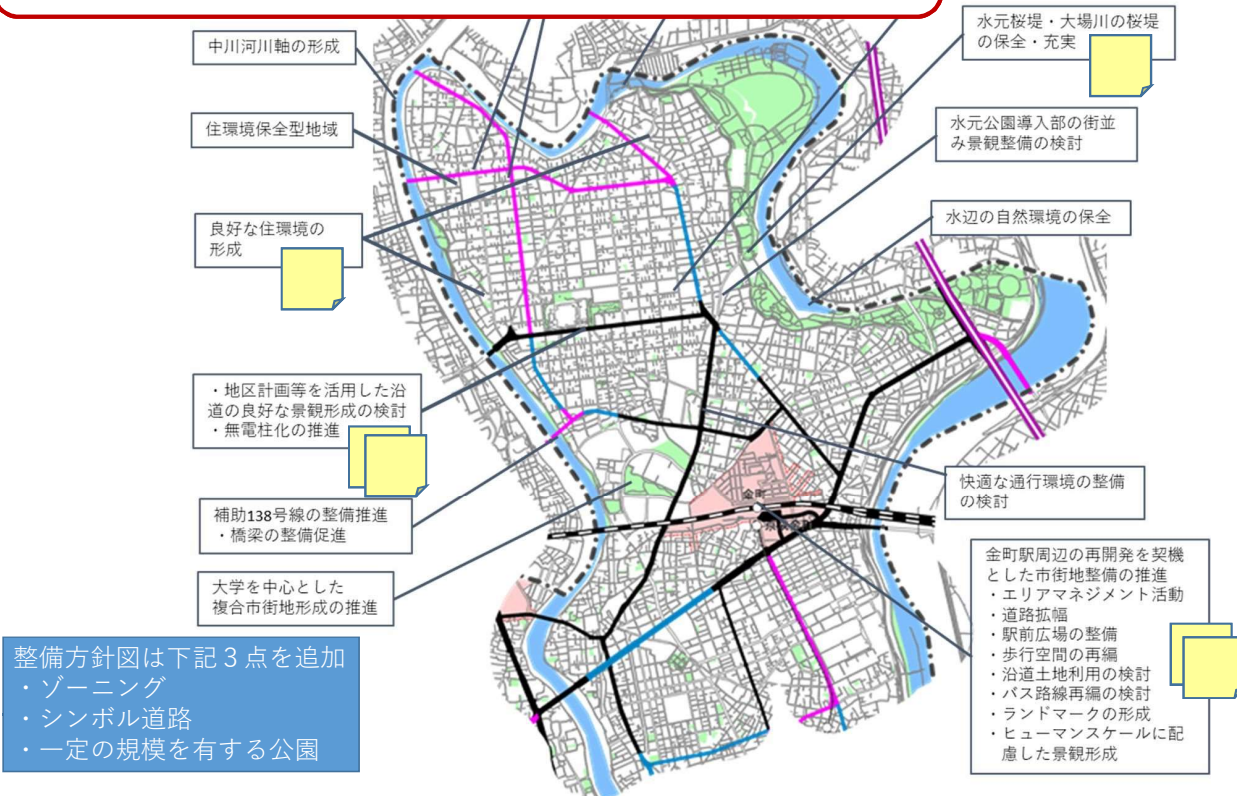 中川河川軸の形成
住環境保全型地域
良好な住環境の
形成
・地区計画等を活用した沿
道の良好な景観形成の検討
・無電柱化の推進
補助138号線の整備推進
・橋梁の整備促進
大学を中心とした
複合市街地形成の推進
整備方針図は下記３点を追加
・ゾーニング
・シンボル道路
・一定の規模を有する公園
水元桜堤・大場川の桜堤
の保全・充実
水元公園導入部の街並
み景観整備の検討
水辺の自然環境の保全
快適な通行環境の整備
の検討
金町
金町駅周辺の再開発を契機
とした市街地整備の推進
・エリアマネジメント活動
・道路拡幅
・駅前広場の整備
・歩行空間の再編
・沿道土地利用の検討
・バス路線再編の検討
・ランドマークの形成
・ヒューマンスケールに配
慮した景観形成